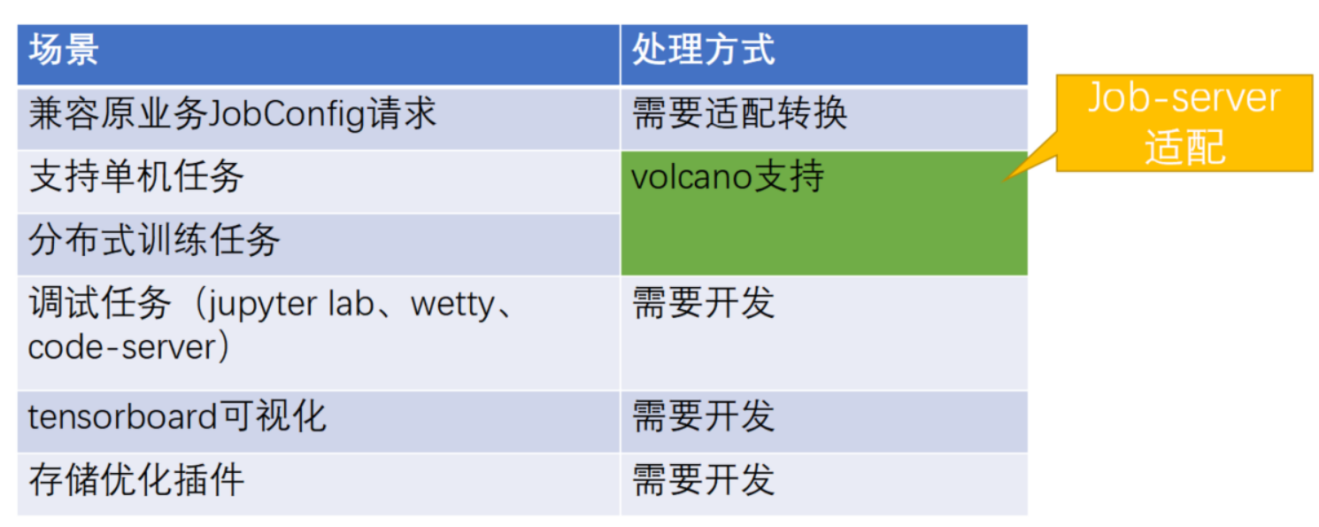 场景
处理方式
兼容原业务JobConfig请求
需要适配转换
Job-server
适配
支持单机任务
volcano支持
分布式训练任务
调试任务（jupyter lab、wetty、
code-server）
需要开发
tensorboard可视化
需要开发
存储优化插件
需要开发